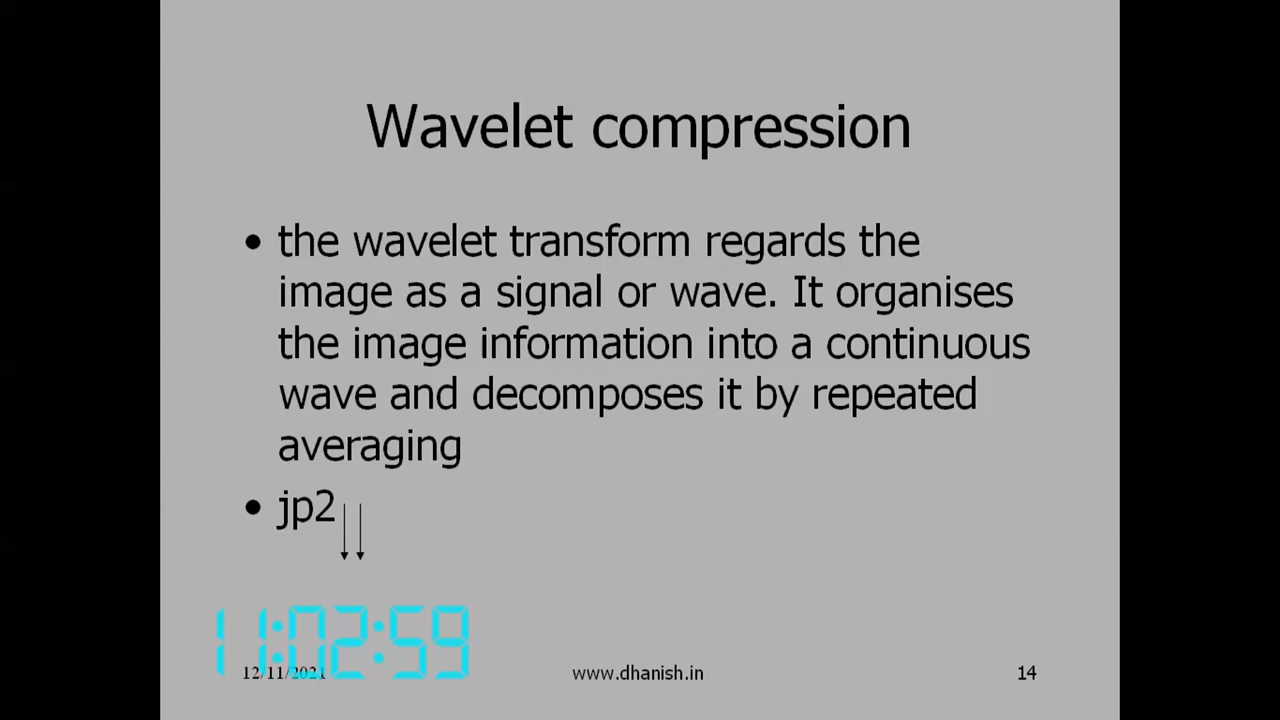 Wavelet compression
• the wavelet transform regards the
image as a signal or wave. It organises
the image information into a continuous
wave and decomposes it by repeated
averaging
• jp2
11:02:59
12/11/2021
www.dhanish.in
14